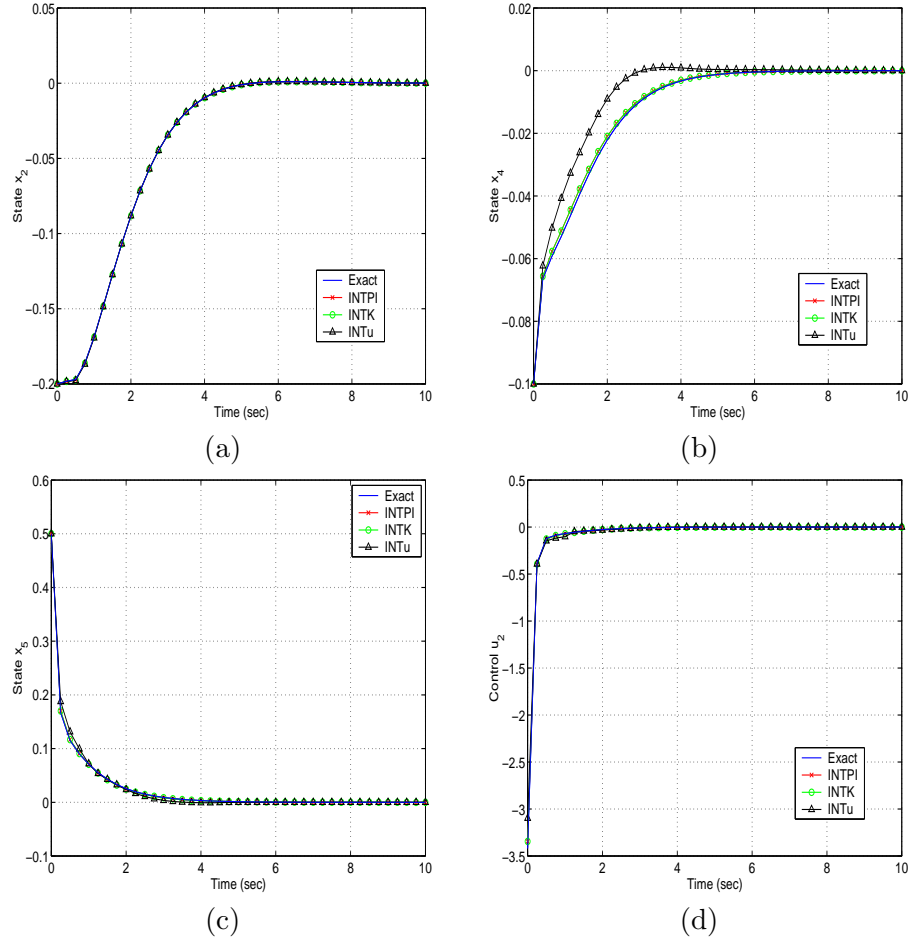 0.05
0
−0.05
−0.1
−0.15
−0.2
State x2
0
2
4
6
8
10
Time (sec)
Exact
INTPI
INTK
INTu
(a)
0.02
0
−0.02
−0.04
−0.06
−0.08
−0.1
State x4
0
2
4
6
8
10
Time (sec)
Exact
INTPI
INTK
INTu
(b)
0.6
0.5
0.4
0.3
0.2
0.1
0
−0.1
State x5
0
2
4
6
8
10
Time (sec)
Exact
INTPI
INTK
INTu
(c)
0.5
0
−0.5
−1
−1.5
−2
−2.5
−3
−3.5
Control u2
0
2
4
6
8
10
Time (sec)
Exact
INTPI
INTK
INTu
(d)